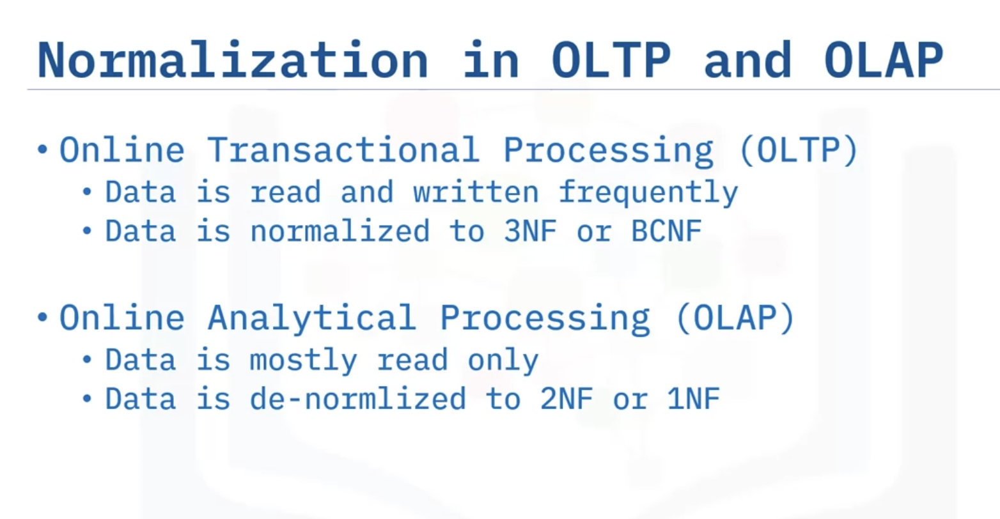 Normalization in OLTP and OLAP
• Online Transactional Processing (OLTP)
• Data is read and written frequently
• Data is normalized to 3NF or BCNF
• Online Analytical Processing (OLAP)
• Data is mostly read only
• Data is de-normlized to 2NF or 1NF